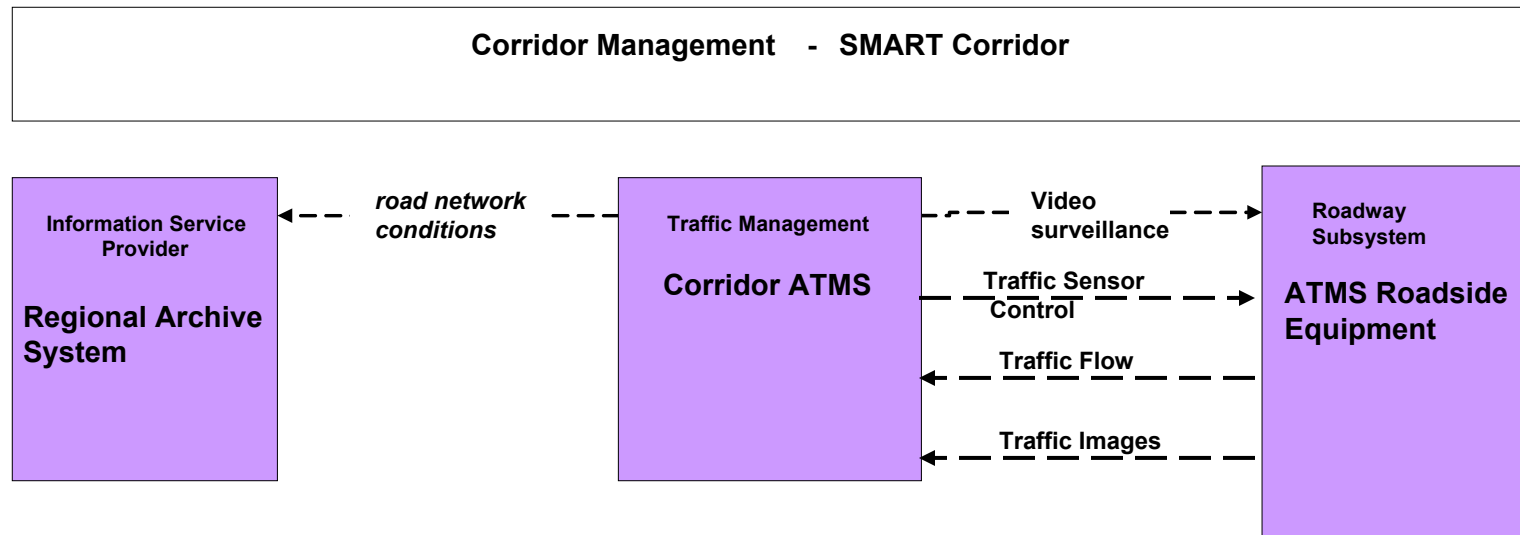 Corridor Management - SMART Corridor
Information Service
Provider
Regional Archive
System
road network
conditions
Traffic Management
Corridor ATMS
Video
surveillance
Traffic Sensor
Control
Traffic Flow
Traffic Images
Roadway
Subsystem
ATMS Roadside
Equipment